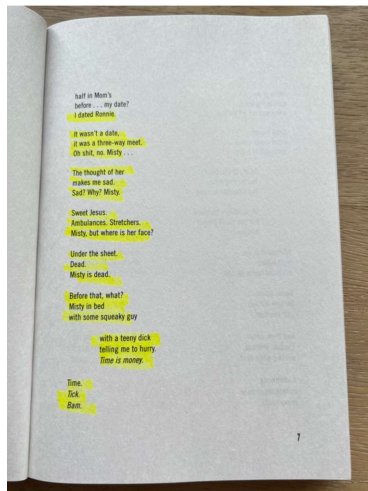 half in Mom's
before . . . my date?
I dated Ronnie.
It wasn't a date,
it was a three-way meet.
Oh shit, no. Misty . . .
The thought of her
makes me sad.
Sad? Why? Misty.
Sweet Jesus.
Ambulances. Stretchers.
Misty, but where is her face?
Under the sheet.
Dead.
Misty is dead.
Before that, what?
Misty in bed
with some squeaky guy
with a teeny dick
telling me to hurry.
Time is money.
Time.
Tick.
Bam.
7